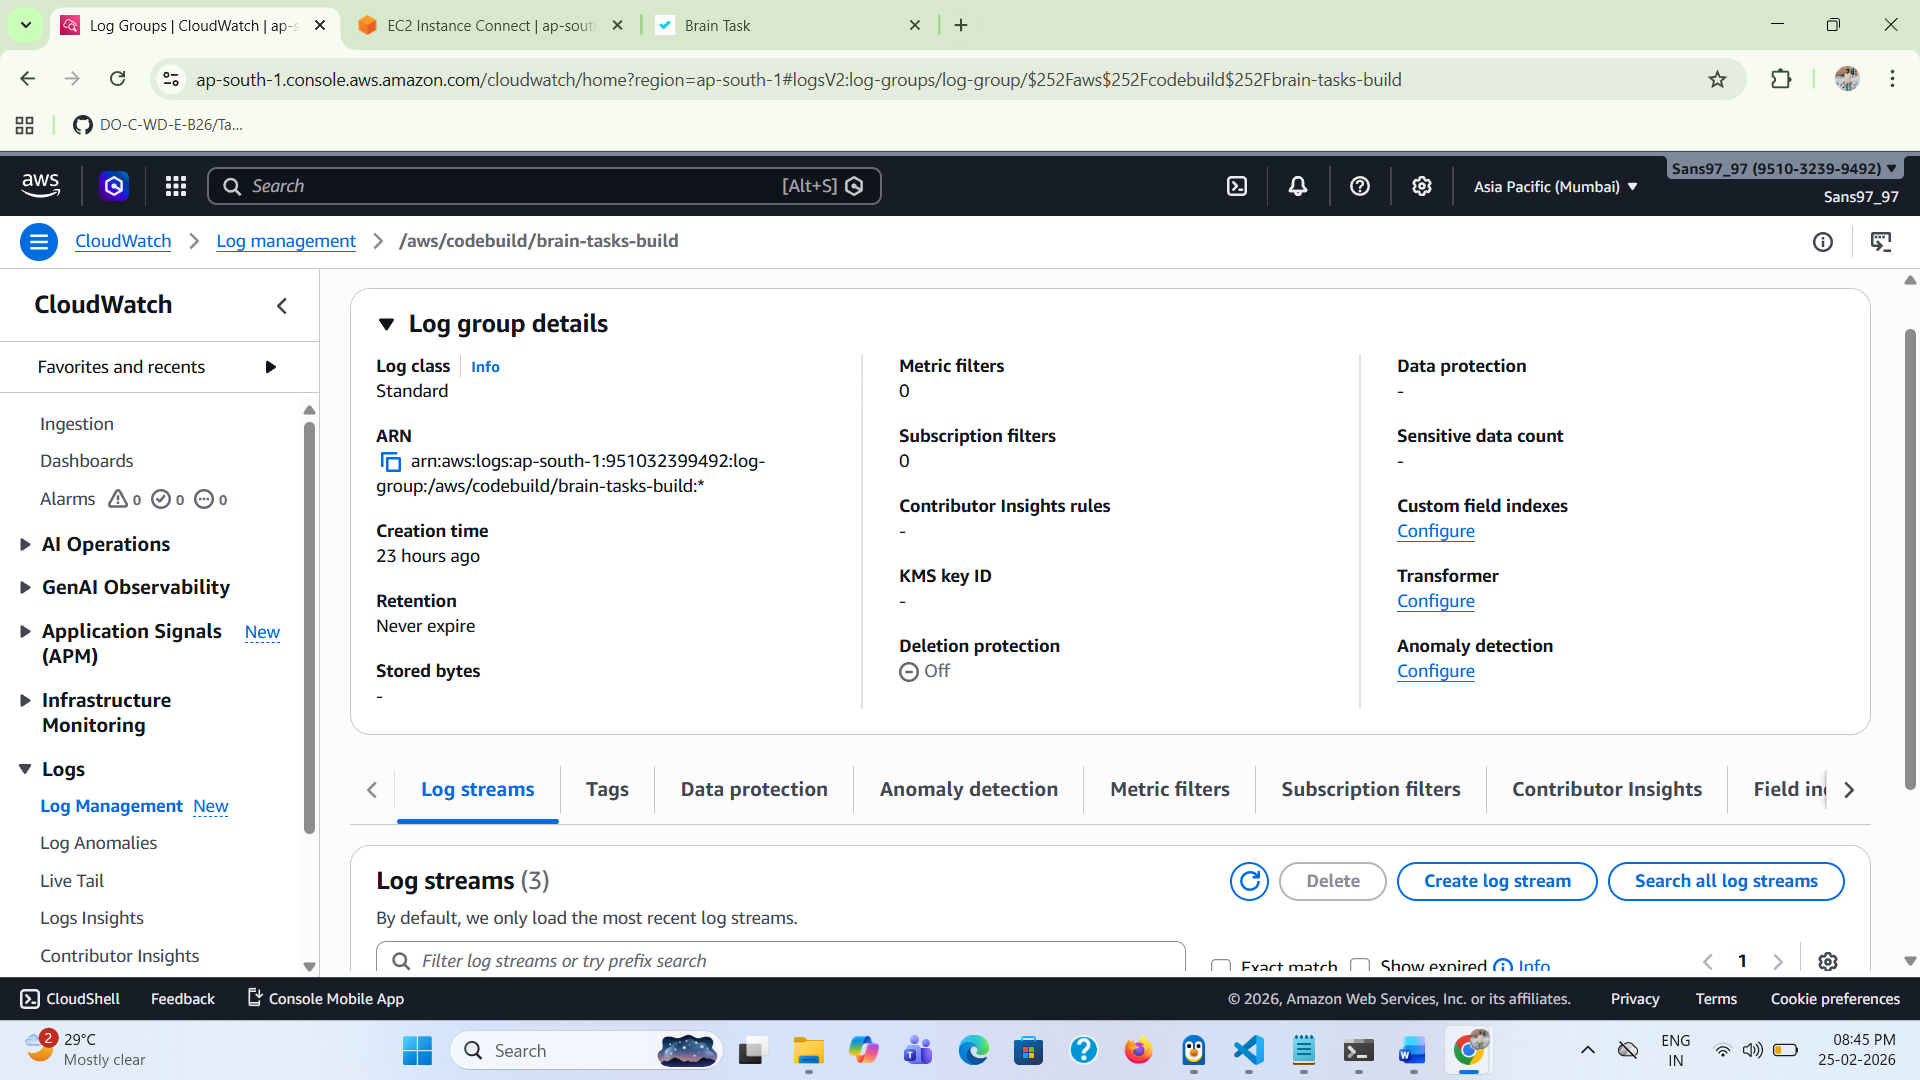 Log Groups | CloudWatch | ap-s
EC2 Instance Connect | ap-sout
Brain Task
ap-south-1.console.aws.amazon.com/cloudwatch/home?region=ap-south-1#logsV2:log-groups/log-group/$252Faws$252Fcodebuild$252Fbrain-tasks-build
DO-C-WD-E-B26/Ta...
aws
Search
[Alt+S]
Asia Pacific (Mumbai)
Sans97_97 (9510-3239-9492)
Sans97_97
CloudWatch
Log management
/aws/codebuild/brain-tasks-build
CloudWatch
Favorites and recents
Ingestion
Dashboards
Alarms 0 0 0
AI Operations
GenAI Observability
Application Signals New
(APM)
Infrastructure
Monitoring
Logs
Log Management New
Log Anomalies
Live Tail
Logs Insights
Contributor Insights
Log group details
Log class Info
Standard
ARN
arn:aws:logs:ap-south-1:951032399492:log-
group:/aws/codebuild/brain-tasks-build:*
Creation time
23 hours ago
Retention
Never expire
Stored bytes
-
Metric filters
0
Subscription filters
0
Contributor Insights rules
-
KMS key ID
-
Deletion protection
Off
Data protection
-
Sensitive data count
-
Custom field indexes
Configure
Transformer
Configure
Anomaly detection
Configure
Log streams
Tags
Data protection
Anomaly detection
Metric filters
Subscription filters
Contributor Insights
Field in
Log streams (3)
Delete
Create log stream
Search all log streams
By default, we only load the most recent log streams.
Filter log streams or try prefix search
Exact match
Show expired Info
1
CloudShell
Feedback
Console Mobile App
© 2026, Amazon Web Services, Inc. or its affiliates.
Privacy
Terms
Cookie preferences
2
29°C
Mostly clear
Search
ENG
IN
08:45 PM
25-02-2026